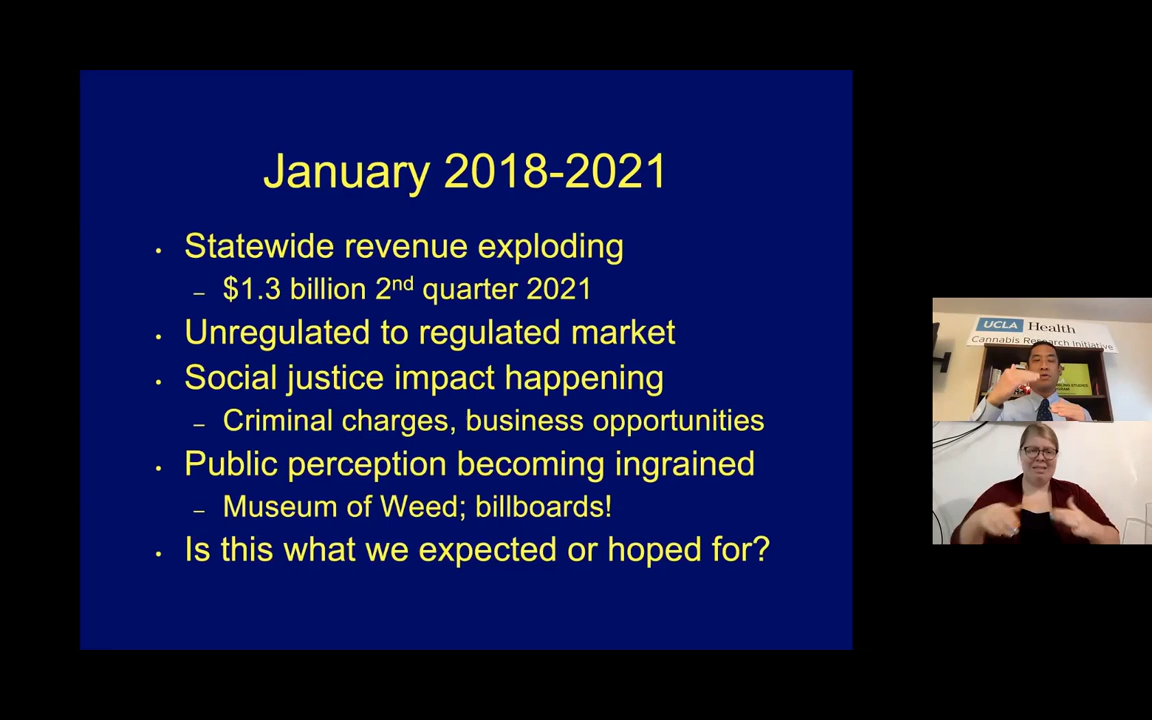 January 2018-2021
• Statewide revenue exploding
– $1.3 billion 2nd quarter 2021
• Unregulated to regulated market
• Social justice impact happening
– Criminal charges, business opportunities
• Public perception becoming ingrained
– Museum of Weed; billboards!
• Is this what we expected or hoped for?
UCLA Health
Cannabis Research Initiative